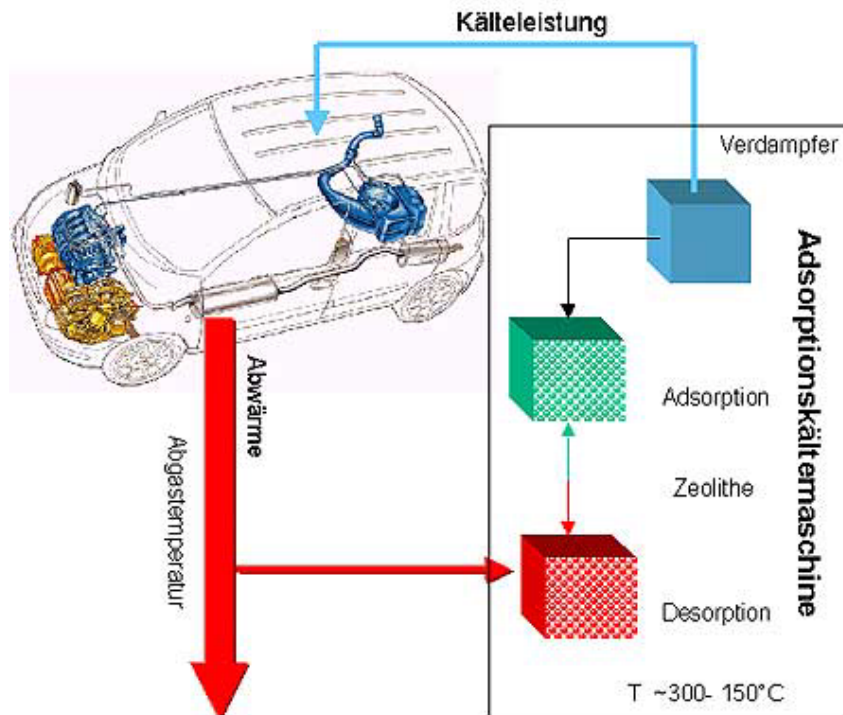 Kälteleistung
Verdampfer
Adsorptionskältemaschine
Adsorption
Zeolithe
Abwärme
Abgastemperatur
Desorption
T ~300- 150°C